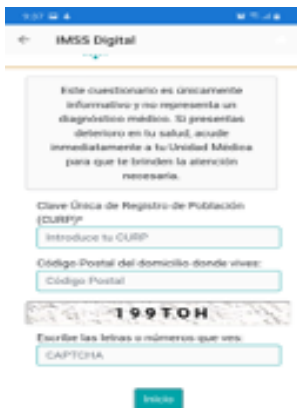 9:37
IMSS Digital
Este cuestionario es únicamente
informativo y no representa un
diagnóstico médico. Si presentas
deterioro en tu salud, acude
inmediatamente a tu Unidad Médica
para que te brinden la atención
necesaria.
Clave Única de Registro de Población
(CURP)*
Introduce tu CURP
Código Postal del domicilio donde vives:
Código Postal
199TOH
Escribe las letras o números que ves:
CAPTCHA
Inicio